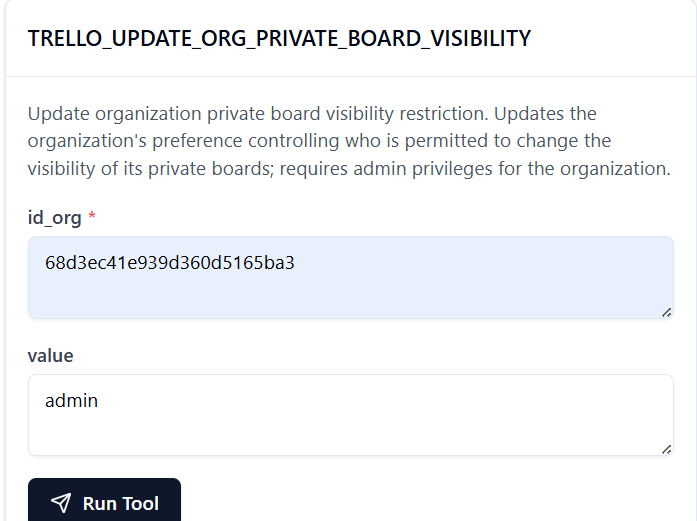 TRELLO_UPDATE_ORG_PRIVATE_BOARD_VISIBILITY
Update organization private board visibility restriction. Updates the
organization's preference controlling who is permitted to change the
visibility of its private boards; requires admin privileges for the organization.
id_org *
68d3ec41e939d360d5165ba3
value
admin
Run Tool